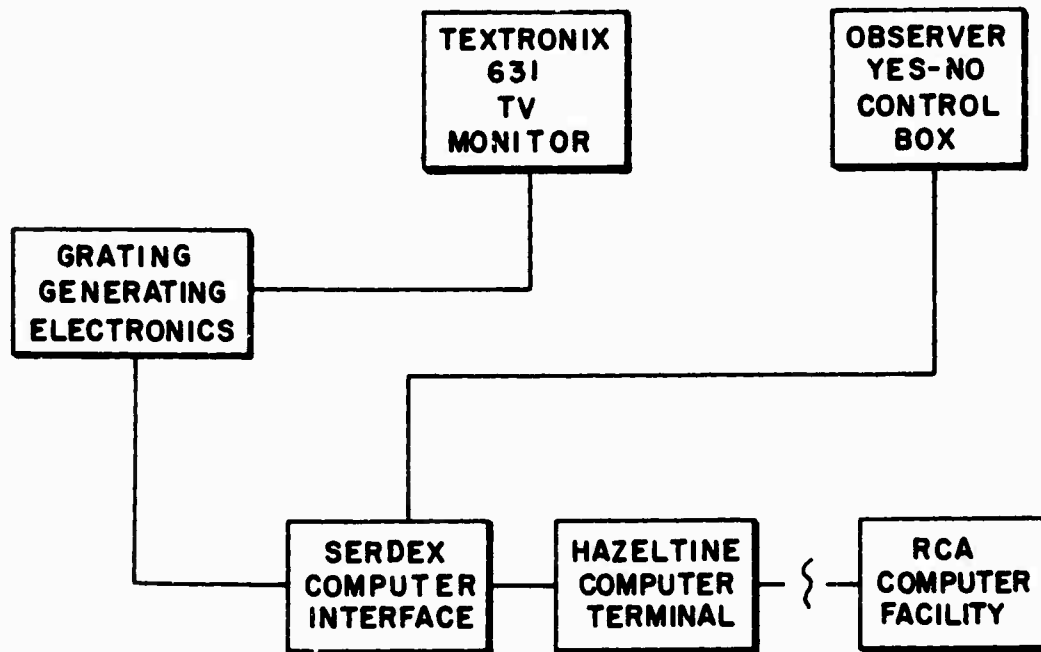 TEXTRONIX
631
TV
MONITOR
OBSERVER
YES-NO
CONTROL
BOX
GRATING
GENERATING
ELECTRONICS
SERDEX
COMPUTER
INTERFACE
HAZELTINE
COMPUTER
TERMINAL
RCA
COMPUTER
FACILITY